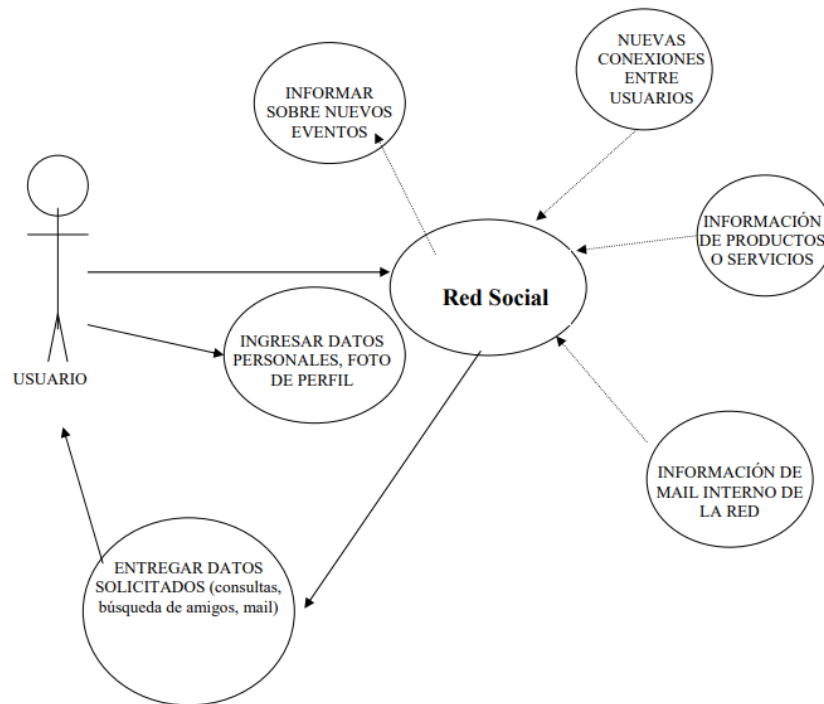 NUEVAS
CONEXIONES
ENTRE
USUARIOS
INFORMAR
SOBRE NUEVOS
EVENTOS
INFORMACIÓN
DE PRODUCTOS
O SERVICIOS
Red Social
INGRESAR DATOS
PERSONALES, FOTO
DE PERFIL
USUARIO
INFORMACIÓN DE
MAIL INTERNO DE
LA RED
ENTREGAR DATOS
SOLICITADOS (consultas,
búsqueda de amigos, mail)